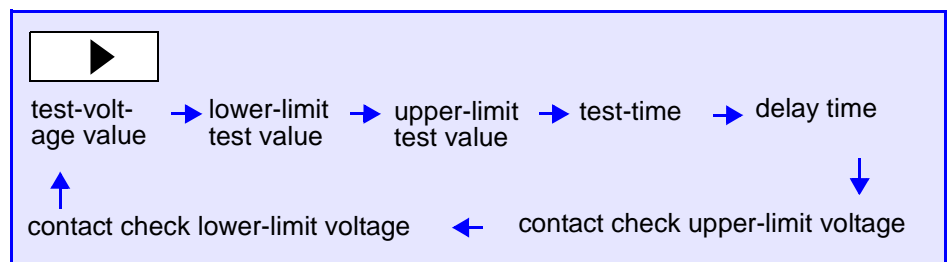 test-volt-
age value
lower-limit
test value
upper-limit
test value
test-time
delay time
contact check lower-limit voltage
contact check upper-limit voltage